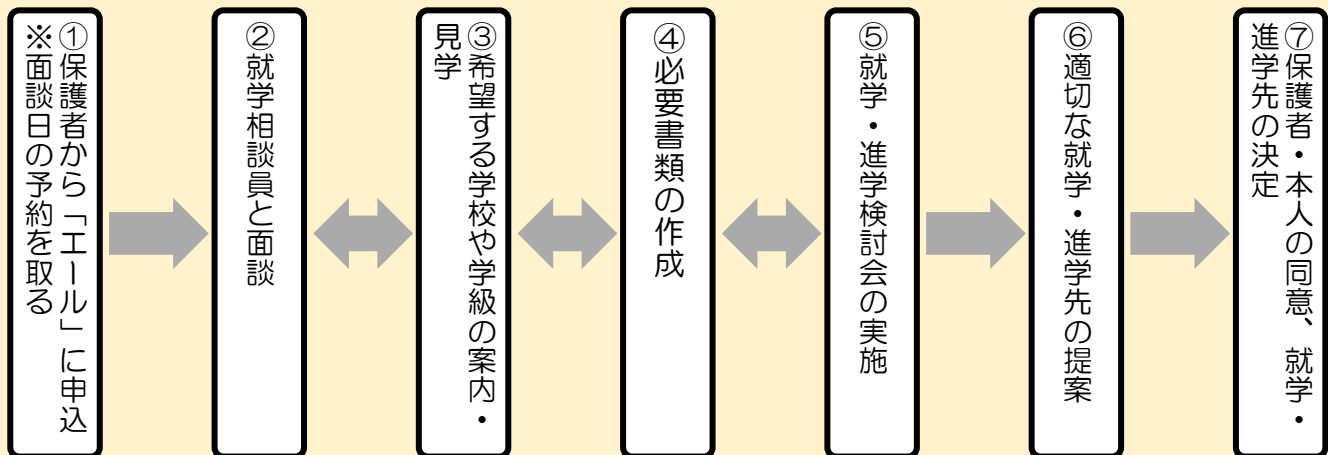 ①保護者から「エール」に申込
※面談日の予約を取る
②就学相談員と面談
③希望する学校や学級の案内・
見学
④必要書類の作成
⑤就学・進学検討会の実施
⑥適切な就学・進学先の提案
⑦保護者・本人の同意、就学・
進学先の決定